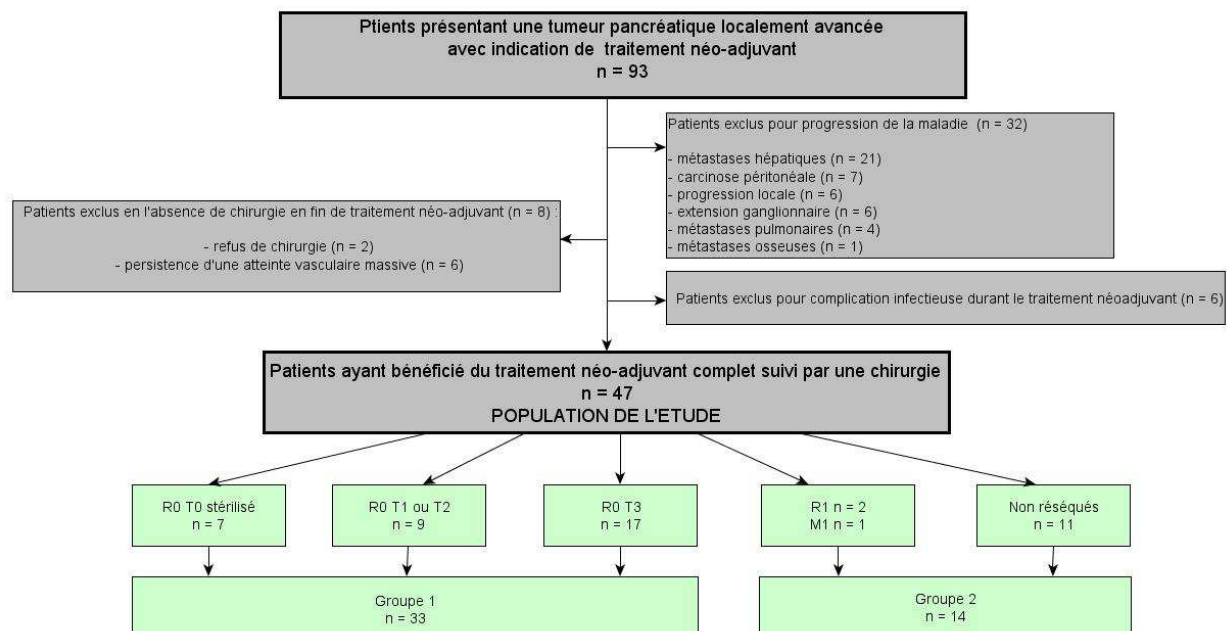 Ptients présentant une tumeur pancréatique localement avancée
avec indication de traitement néo-adjuvant
n = 93
Patients exclus pour progression de la maladie (n = 32)
- métastases hépatiques (n = 21)
- carcinose péritonéale (n = 7)
- progression locale (n = 6)
- extension ganglionnaire (n = 6)
- métastases pulmonaires (n = 4)
- métastases osseuses (n = 1)
Patients exclus en l'absence de chirurgie en fin de traitement néo-adjuvant (n = 8) :
- refus de chirurgie (n = 2)
- persistence d'une atteinte vasculaire massive (n = 6)
Patients exclus pour complication infectieuse durant le traitement néoadjuvant (n = 6)
Patients ayant bénéficié du traitement néo-adjuvant complet suivi par une chirurgie
n = 47
POPULATION DE L'ETUDE
R0 T0 stérilisé
n = 7
R0 T1 ou T2
n = 9
R0 T3
n = 17
R1 n = 2
M1 n = 1
Non réséqués
n = 11
Groupe 1
n = 33
Groupe 2
n = 14